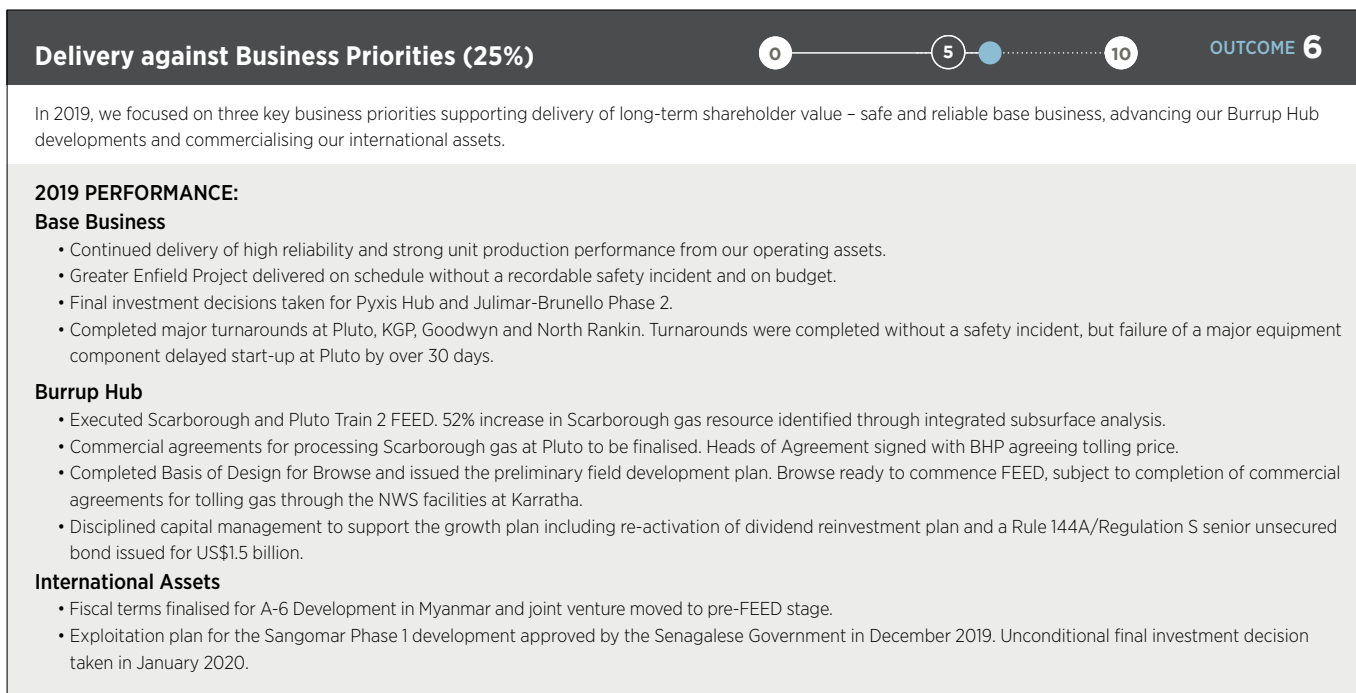 Delivery against Business Priorities (25%)
0
5
10
OUTCOME 6
In 2019, we focused on three key business priorities supporting delivery of long-term shareholder value – safe and reliable base business, advancing our Burrup Hub
developments and commercialising our international assets.
2019 PERFORMANCE:
Base Business
• Continued delivery of high reliability and strong unit production performance from our operating assets.
• Greater Enfield Project delivered on schedule without a recordable safety incident and on budget.
• Final investment decisions taken for Pyxis Hub and Julimar-Brunello Phase 2.
• Completed major turnarounds at Pluto, KGP, Goodwyn and North Rankin. Turnarounds were completed without a safety incident, but failure of a major equipment
component delayed start-up at Pluto by over 30 days.
Burrup Hub
• Executed Scarborough and Pluto Train 2 FEED. 52% increase in Scarborough gas resource identified through integrated subsurface analysis.
• Commercial agreements for processing Scarborough gas at Pluto to be finalised. Heads of Agreement signed with BHP agreeing tolling price.
• Completed Basis of Design for Browse and issued the preliminary field development plan. Browse ready to commence FEED, subject to completion of commercial
agreements for tolling gas through the NWS facilities at Karratha.
• Disciplined capital management to support the growth plan including re-activation of dividend reinvestment plan and a Rule 144A/Regulation S senior unsecured
bond issued for US$1.5 billion.
International Assets
• Fiscal terms finalised for A-6 Development in Myanmar and joint venture moved to pre-FEED stage.
• Exploitation plan for the Sangomar Phase 1 development approved by the Senagalese Government in December 2019. Unconditional final investment decision
taken in January 2020.